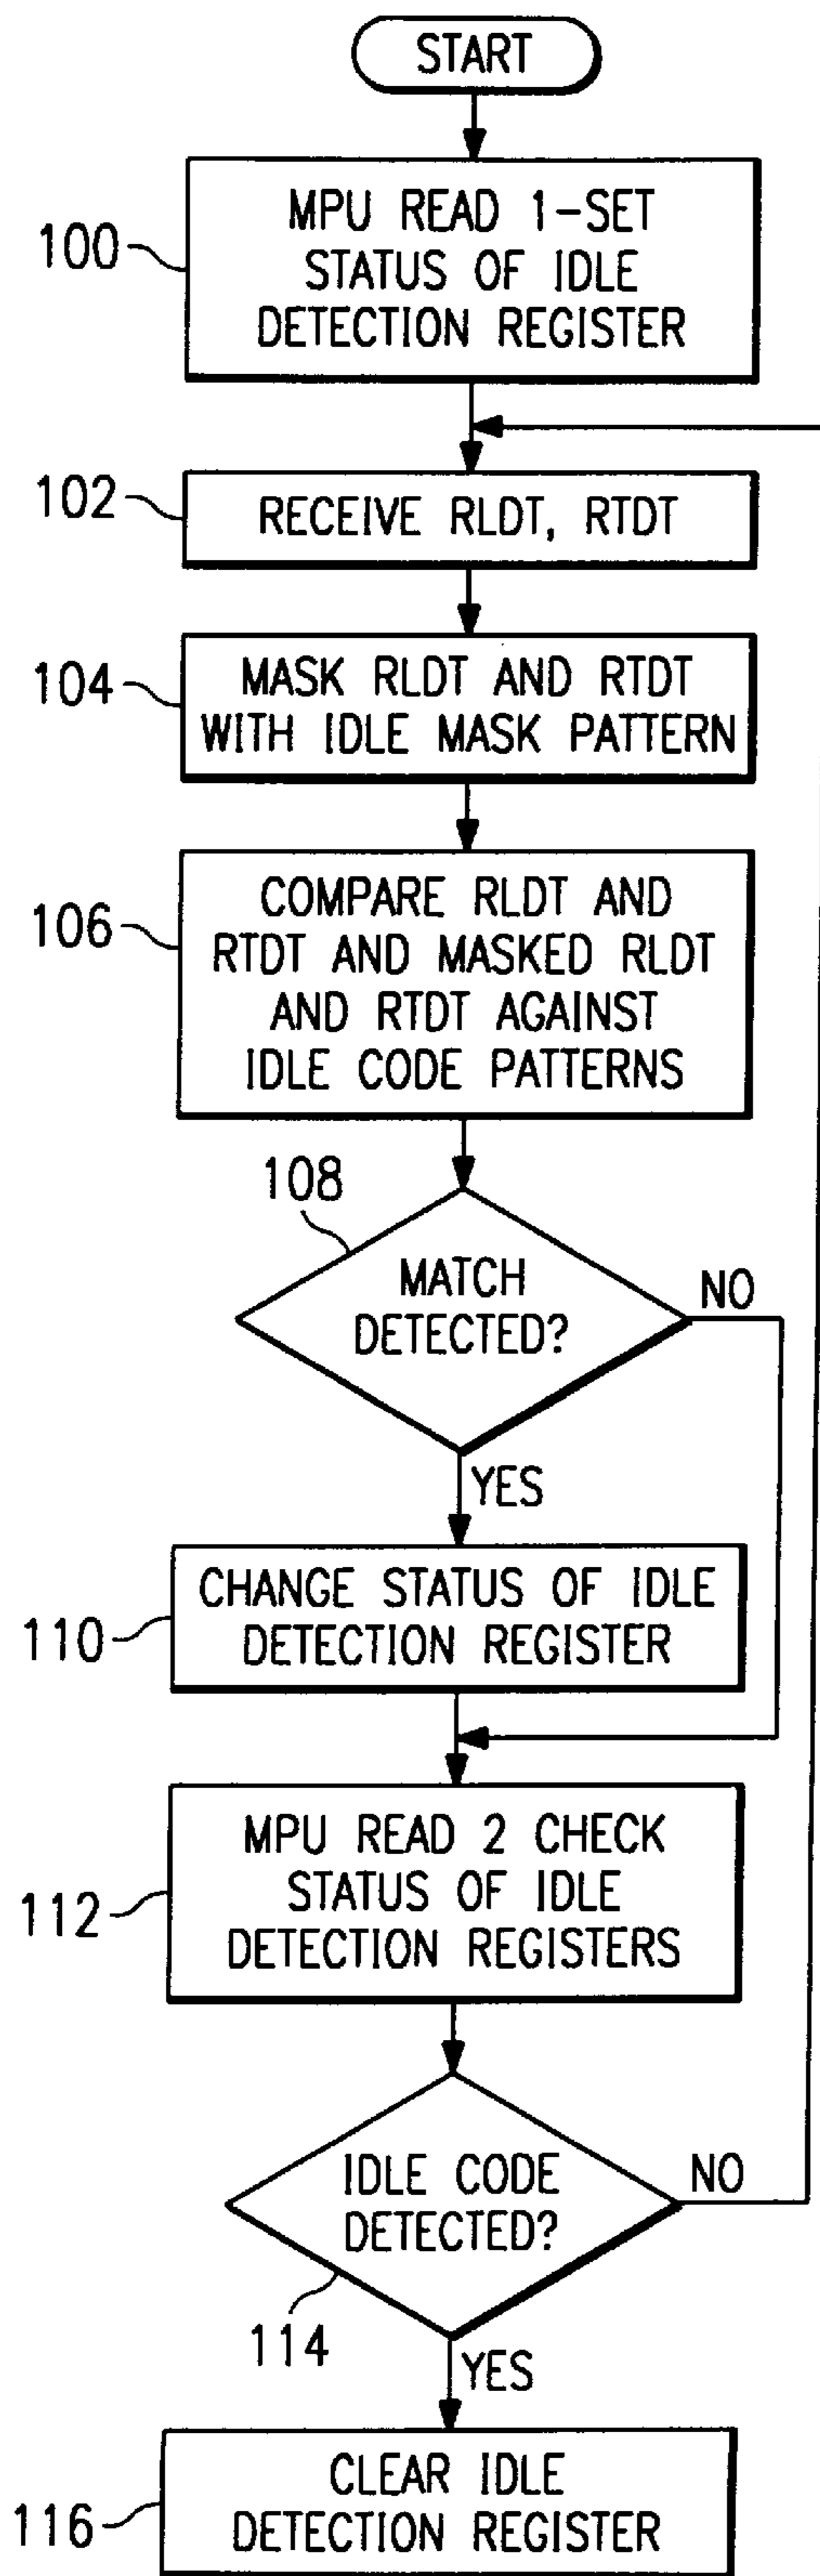 START
100
MPU READ 1-SET
STATUS OF IDLE
DETECTION REGISTER
102
RECEIVE RLDT, RTDT
104
MASK RLDT AND RTDT
WITH IDLE MASK PATTERN
106
COMPARE RLDT AND
RTDT AND MASKED RLDT
AND RTDT AGAINST
IDLE CODE PATTERNS
108
MATCH
DETECTED?
NO
YES
110
CHANGE STATUS OF IDLE
DETECTION REGISTER
112
MPU READ 2 CHECK
STATUS OF IDLE
DETECTION REGISTERS
IDLE CODE
DETECTED?
NO
114
YES
116
CLEAR IDLE
DETECTION REGISTER